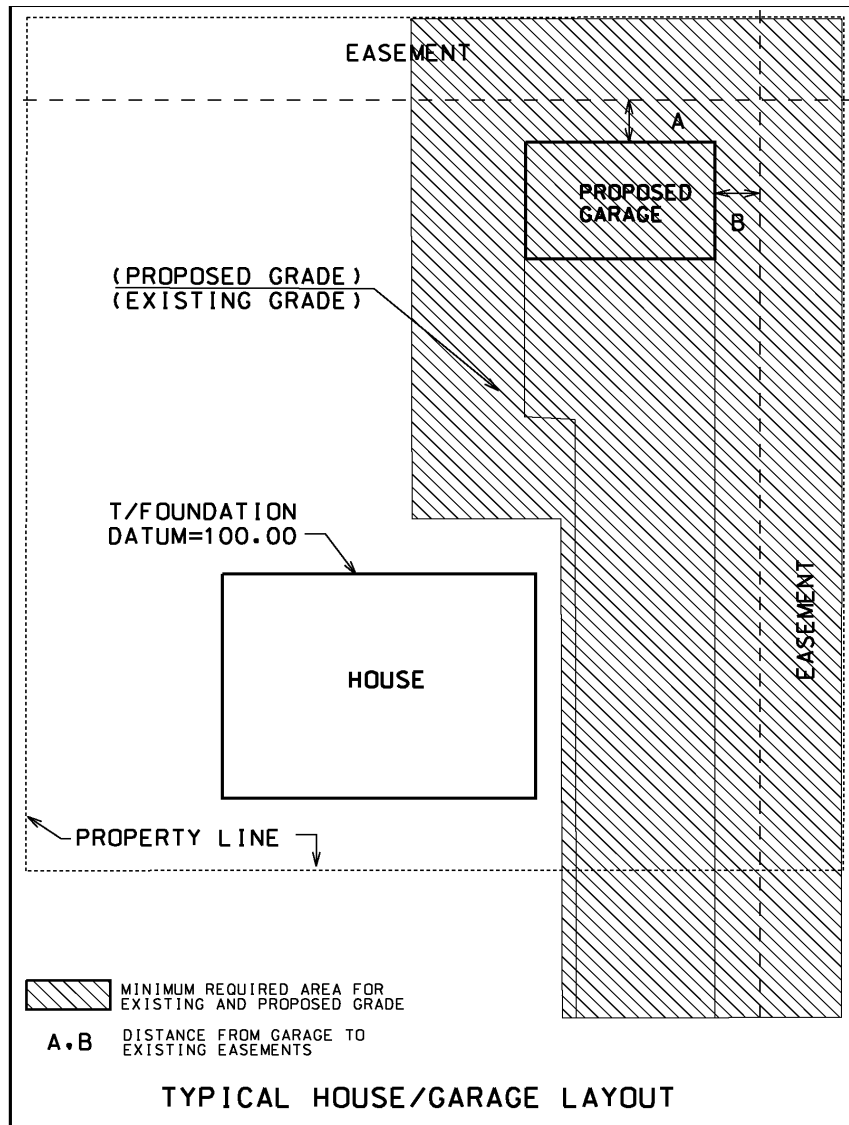 EASEMENT
A
PROPOSED
GARAGE
B
(PROPOSED GRADE)
(EXISTING GRADE)
T/FOUNDATION
DATUM=100.00
EASEMENT
HOUSE
PROPERTY LINE
MINIMUM REQUIRED AREA FOR
EXISTING AND PROPOSED GRADE
A,B DISTANCE FROM GARAGE TO
EXISTING EASEMENTS
TYPICAL HOUSE/GARAGE LAYOUT